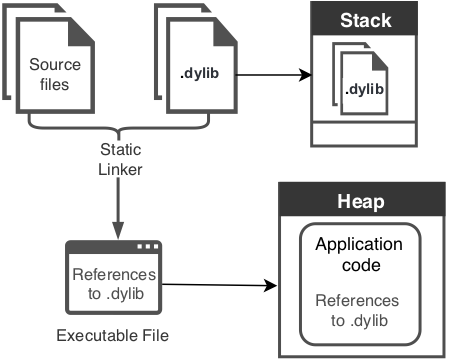 Source
files
.dylib
Stack
.dylib
Static
Linker
References
to .dylib
Executable File
Heap
Application
code
References
to .dylib